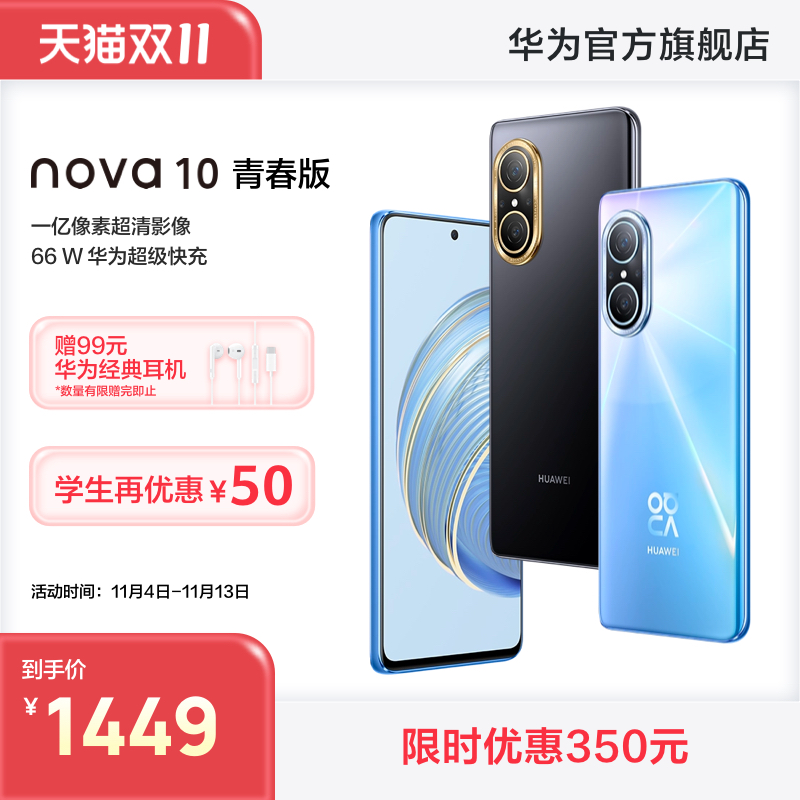 天猫双11
华为官方旗舰店
nova 10 青春版
一亿像素超清影像
66 W 华为超级快充
赠99元
华为经典耳机
*数量有限赠完即止
学生再优惠¥50
活动时间：11月4日-11月13日
HUAWEI
HUAWEI
到手价
¥1449
限时优惠350元